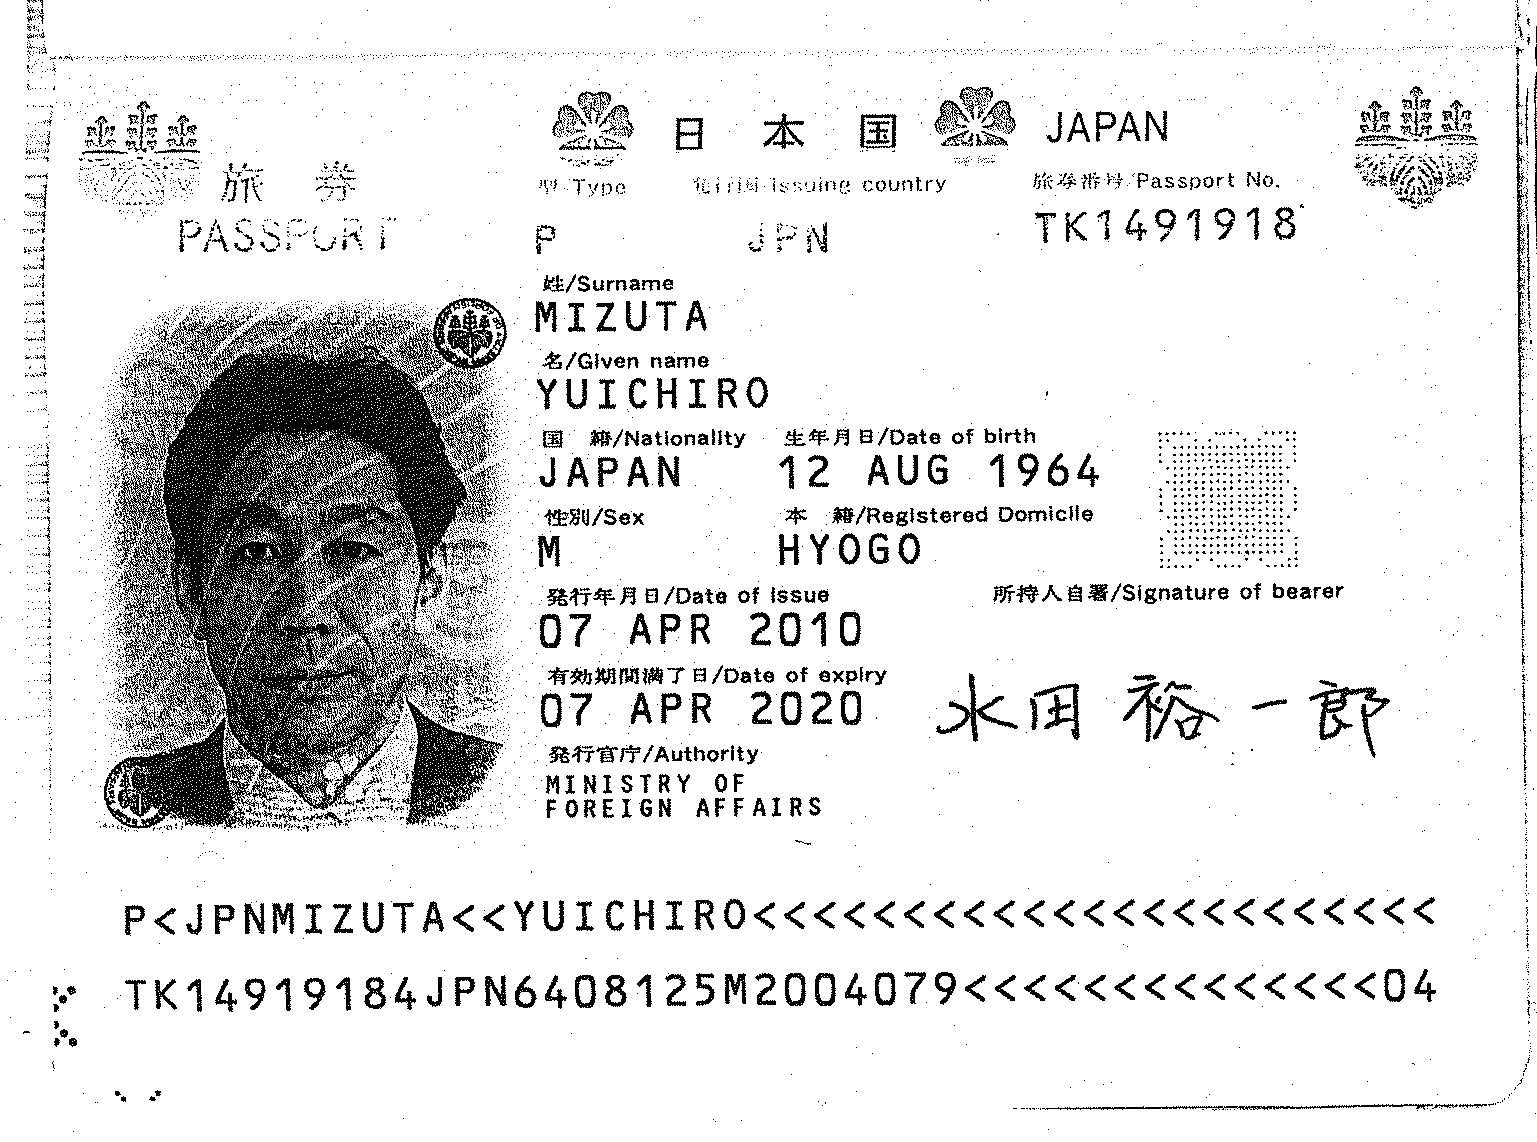 日本国 JAPAN
旅券
PASSPORT
型/Type
発行国/Issuing country
旅券番号/Passport No.
P
JPN
TK1491918
姓/Surname
MIZUTA
名/Given name
YUICHIRO
国 籍/Nationality
生年月日/Date of birth
JAPAN
12 AUG 1964
性別/Sex
本 籍/Registered Domicile
M
HYOGO
発行年月日/Date of issue
所持人自署/Signature of bearer
07 APR 2010
有効期間満了日/Date of expiry
07 APR 2020
水田 裕一郎
発行官庁/Authority
MINISTRY OF
FOREIGN AFFAIRS
P<JPNMIZUTA<<YUICHIRO<<<<<<<<<<<<<<<<<<<<<<<
TK14919184JPN6408125M2004079<<<<<<<<<<<<<<04